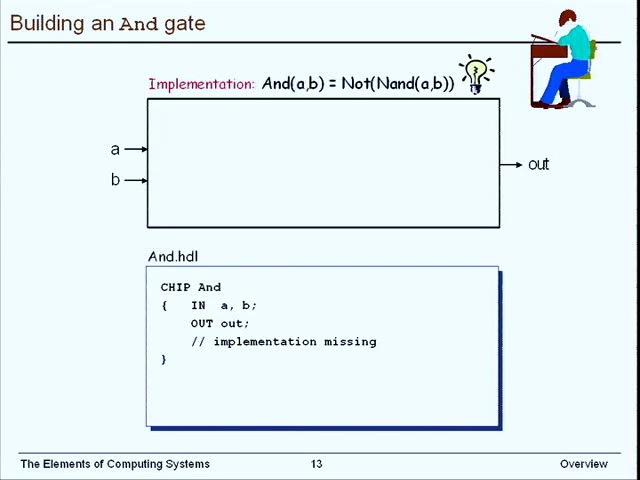 Building an And gate
Implementation: And(a,b) = Not(Nand(a,b))
a
b
out
And.hdl
CHIP And
{ IN a, b;
OUT out;
// implementation missing
}
The Elements of Computing Systems 13 Overview